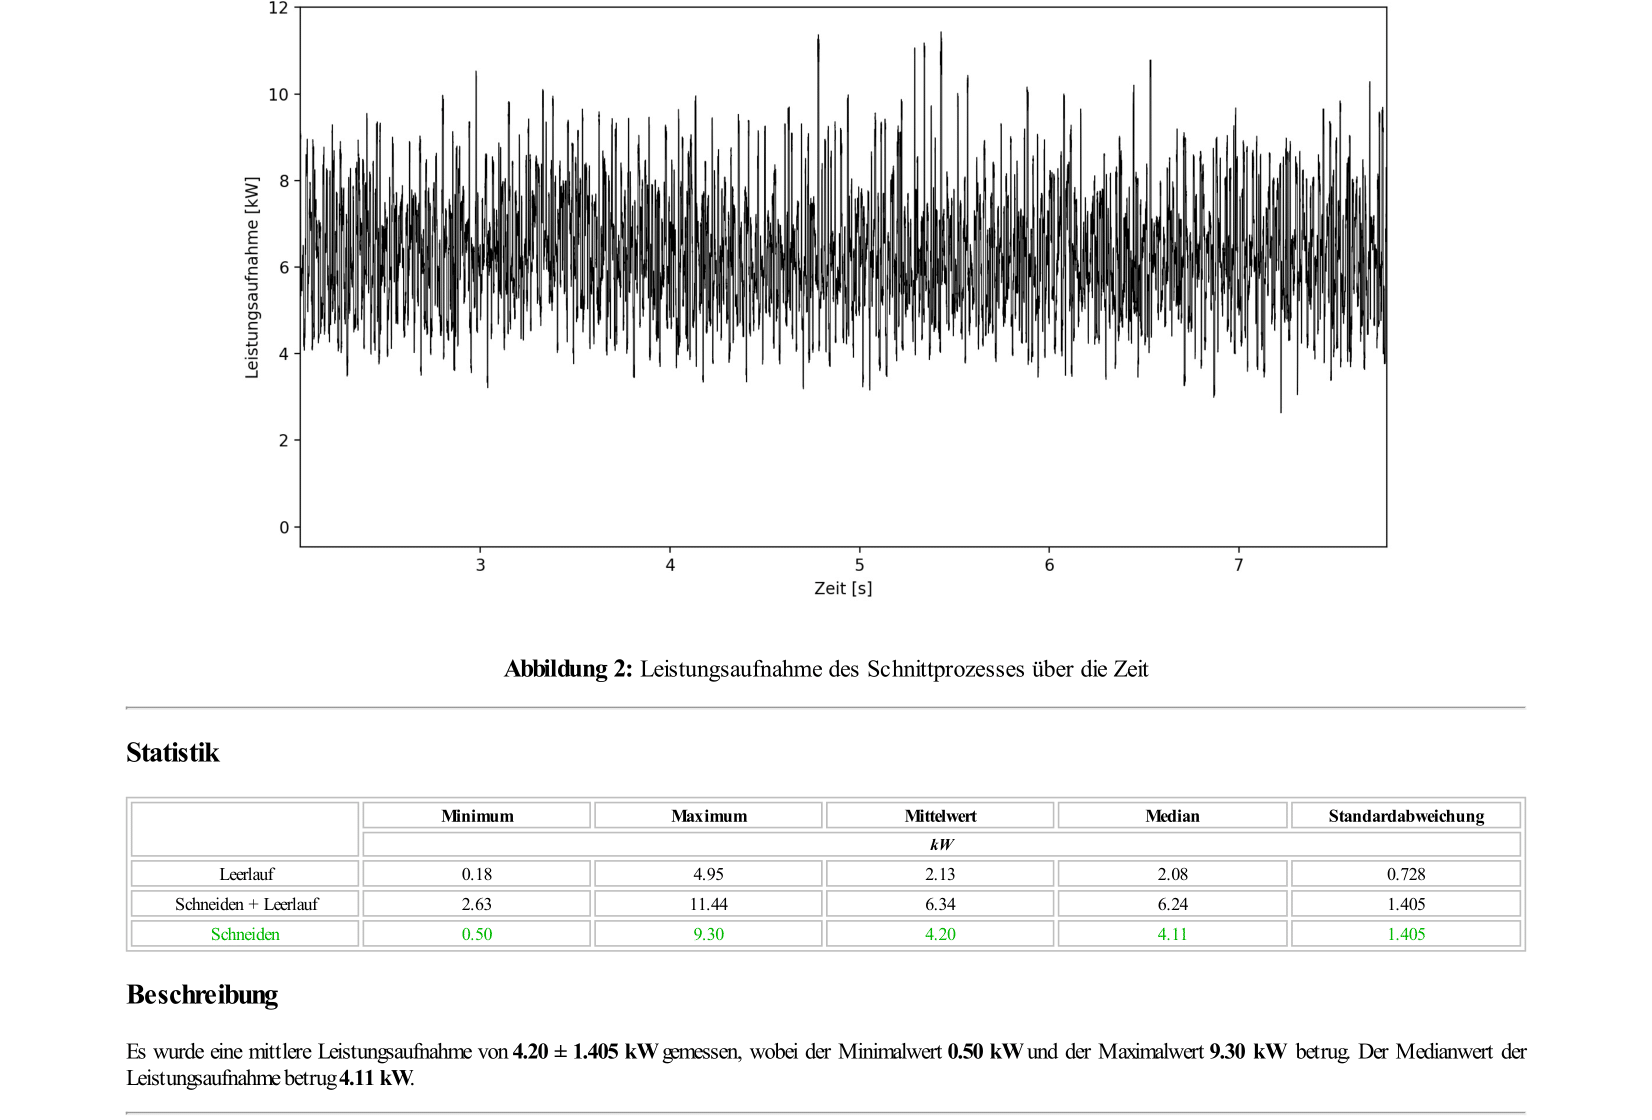 12
10
8
6
4
2
0
Leistungsaufnahme [kW]
3 4 5 6 7
Zeit [s]
Abbildung 2: Leistungsaufnahme des Schnittprozesses über die Zeit
Statistik
Minimum Maximum Mittelwert Median Standardabweichung
kW
Leerlauf 0.18 4.95 2.13 2.08 0.728
Schneiden + Leerlauf 2.63 11.44 6.34 6.24 1.405
Schneiden 0.50 9.30 4.20 4.11 1.405
Beschreibung
Es wurde eine mittlere Leistungsaufnahme von 4.20 ± 1.405 kW gemessen, wobei der Minimalwert 0.50 kW und der Maximalwert 9.30 kW betrug. Der Medianwert der
Leistungsaufnahme betrug 4.11 kW.